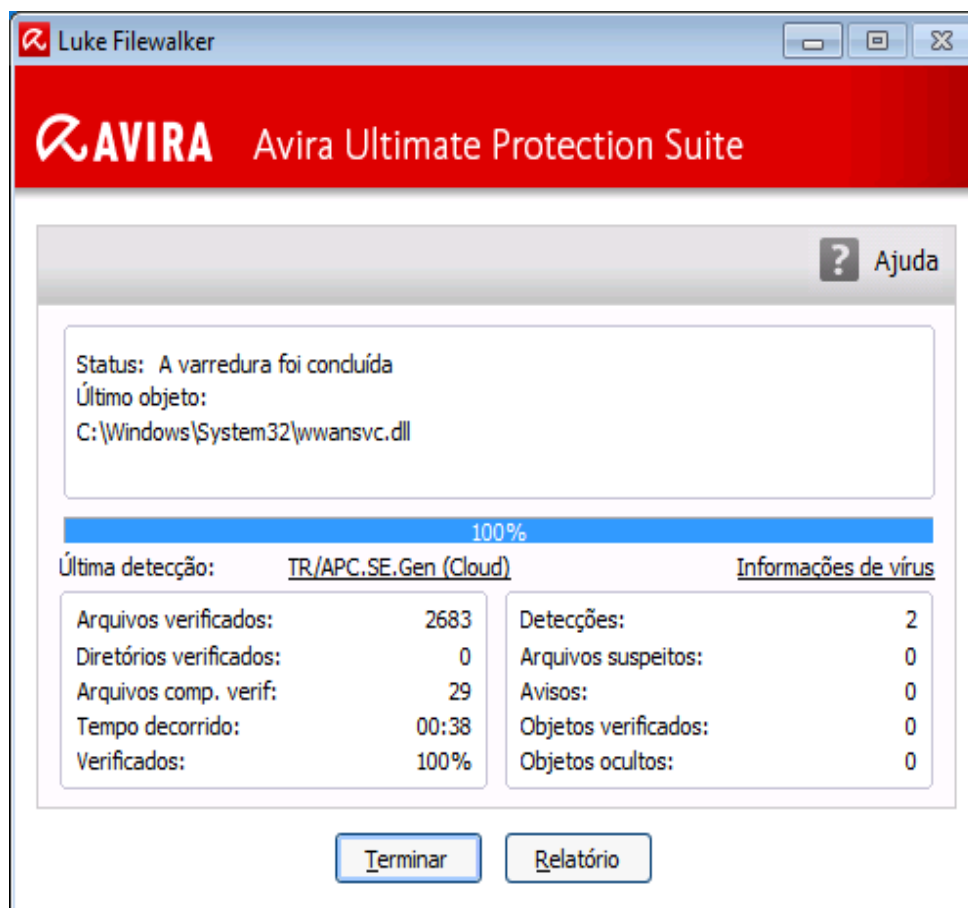 Luke Filewalker
AVIRA Avira Ultimate Protection Suite
? Ajuda
Status: A varredura foi concluída
Último objeto:
C:\Windows\System32\wwansvc.dll
100%
Última detecção: TR/APC.SE.Gen (Cloud) Informações de vírus
Arquivos verificados: 2683 Detecções: 2
Diretórios verificados: 0 Arquivos suspeitos: 0
Arquivos comp. verif: 29 Avisos: 0
Tempo decorrido: 00:38 Objetos verificados: 0
Verificados: 100% Objetos ocultos: 0
Terminar Relatório